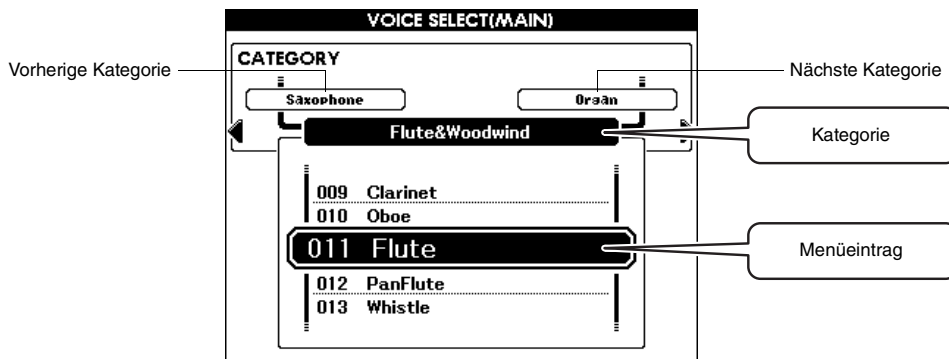 VOICE SELECT(MAIN)
CATEGORY
Vorherige Kategorie
Nächste Kategorie
Saxophone
Organ
Flute&Woodwind
Kategorie
009 Clarinet
010 Oboe
011 Flute
Menüeintrag
012 PanFlute
013 Whistle